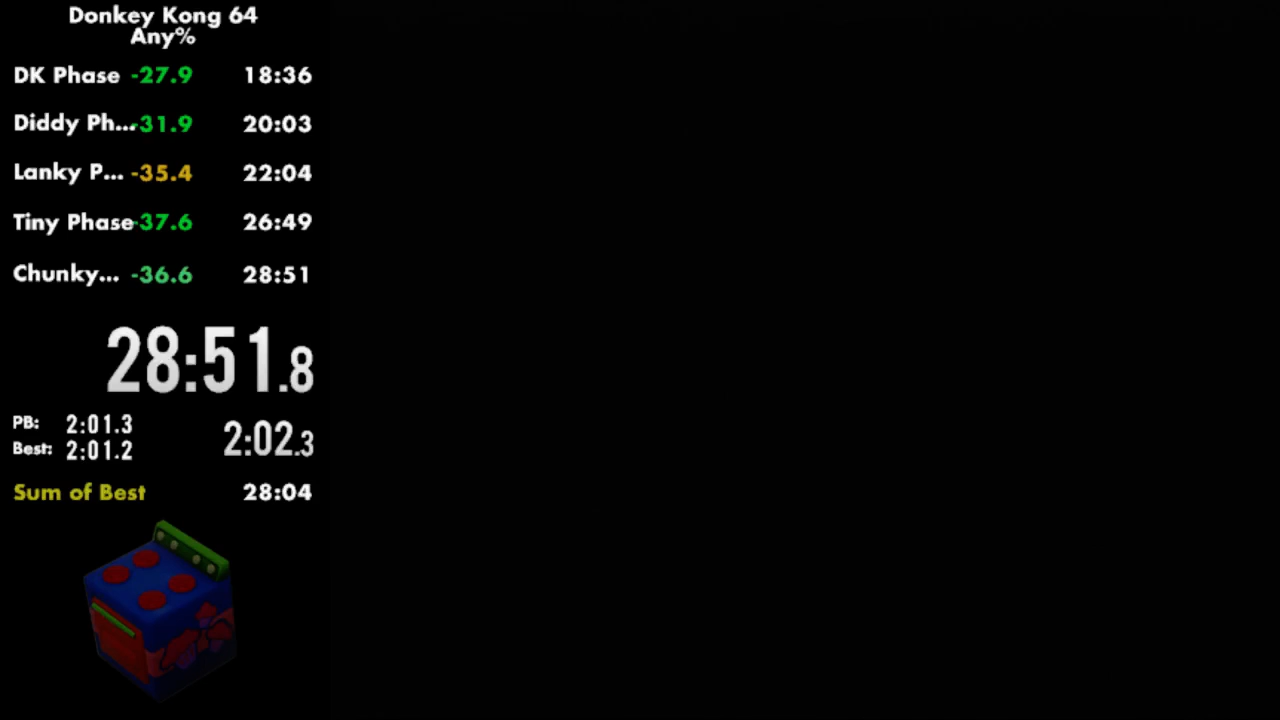 Donkey Kong 64
Any%
DK Phase -27.9 18:36
Diddy Ph...-31.9 20:03
Lanky P... -35.4 22:04
Tiny Phase-37.6 26:49
Chunky... -36.6 28:51
28:51.8
PB: 2:01.3
Best: 2:01.2
2:02.3
Sum of Best 28:04